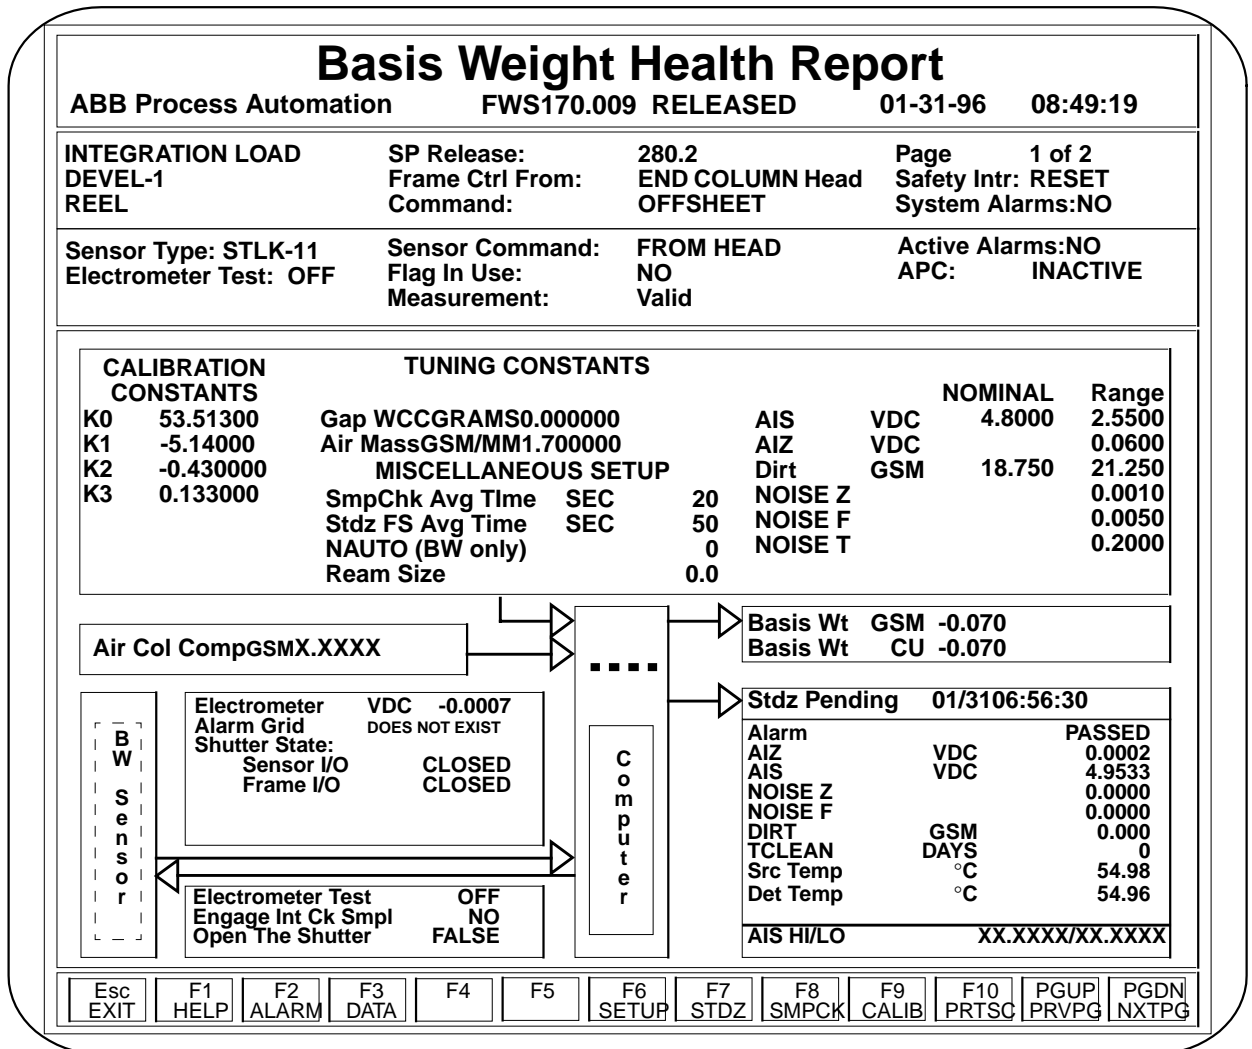 Basis Weight Health Report
ABB Process Automation FWS170.009 RELEASED 01-31-96 08:49:19
INTEGRATION LOAD SP Release: 280.2 Page 1 of 2
DEVEL-1 Frame Ctrl From: END COLUMN Head Safety Intr: RESET
REEL Command: OFFSHEET System Alarms:NO
Sensor Type: STLK-11 Sensor Command: FROM HEAD Active Alarms:NO
Electrometer Test: OFF Flag In Use: NO APC: INACTIVE
Measurement: Valid
CALIBRATION TUNING CONSTANTS
CONSTANTS NOMINAL Range
K0 53.51300 Gap WCCGRAMS0.000000 AIS VDC 4.8000 2.5500
K1 -5.14000 Air MassGSM/MM1.700000 AIZ VDC 0.0600
K2 -0.430000 MISCELLANEOUS SETUP Dirt GSM 18.750 21.250
K3 0.133000 SmpChk Avg TIme SEC 20 NOISE Z 0.0010
Stdz FS Avg Time SEC 50 NOISE F 0.0050
NAUTO (BW only) 0 NOISE T 0.2000
Ream Size 0.0
Air Col CompGSMX.XXXX
Basis Wt GSM -0.070
Basis Wt CU -0.070
BW Sensor
Electrometer VDC -0.0007
Alarm Grid DOES NOT EXIST
Shutter State:
Sensor I/O CLOSED
Frame I/O CLOSED
Electrometer Test OFF
Engage Int Ck Smpl NO
Open The Shutter FALSE
Computer
Stdz Pending 01/3106:56:30
Alarm PASSED
AIZ VDC 0.0002
AIS VDC 4.9533
NOISE Z 0.0000
NOISE F 0.0000
DIRT GSM 0.000
TCLEAN DAYS 0
Src Temp °C 54.98
Det Temp °C 54.96
AIS HI/LO XX.XXXX/XX.XXXX
Esc F1 F2 F3 F4 F5 F6 F7 F8 F9 F10 PGUP PGDN
EXIT HELP ALARM DATA SETUP STDZ SMPCK CALIB PRTSC PRVPG NXTPG